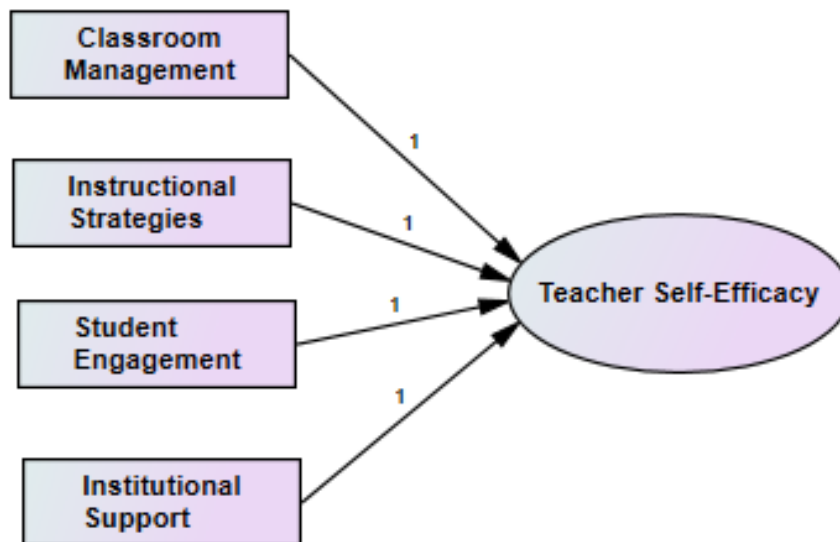 Classroom
Management
1
Instructional
Strategies
1
Teacher Self-Efficacy
Student
Engagement
1
Institutional
Support
1